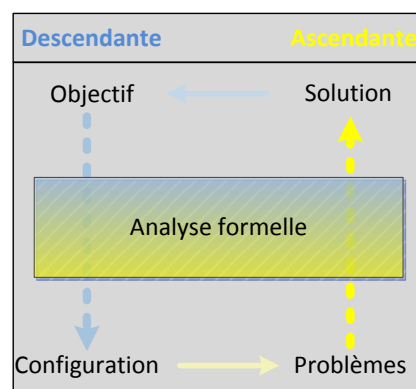 Descendante Ascendante
Objectif Solution
Analyse formelle
Configuration Problèmes